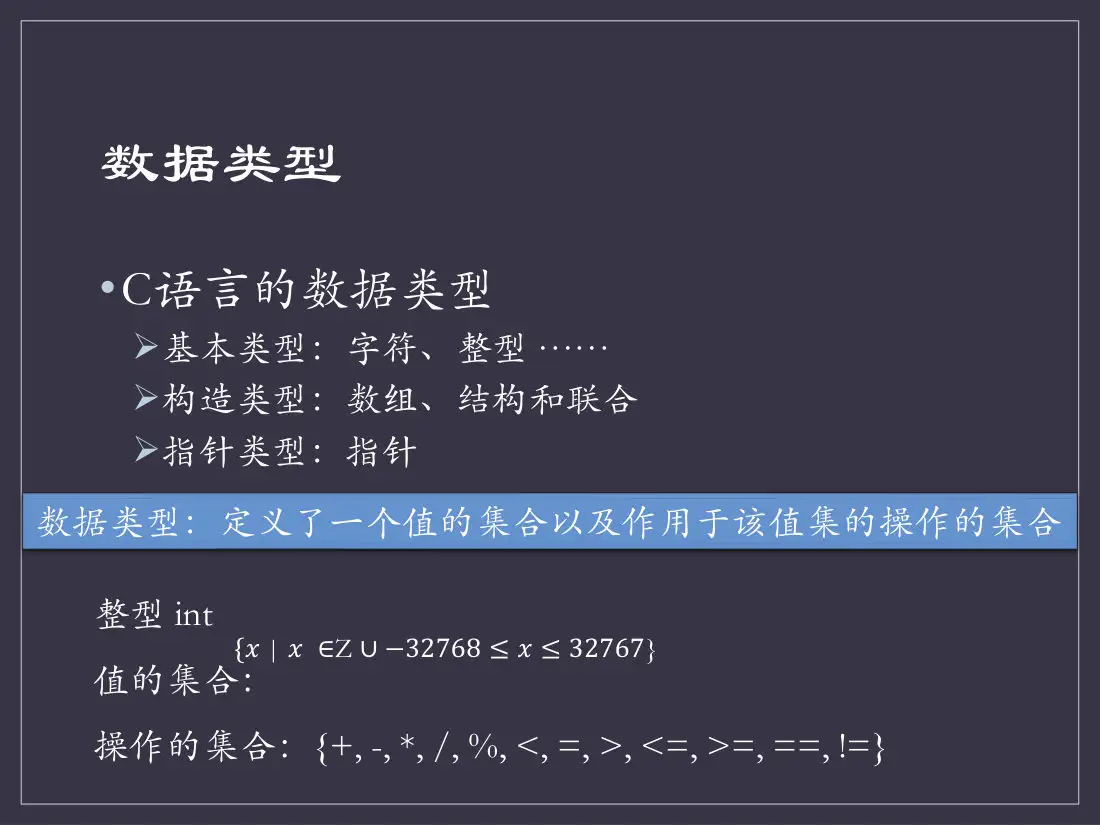 数据类型
•C语言的数据类型
➢基本类型：字符、整型 ……
➢构造类型：数组、结构和联合
➢指针类型：指针
数据类型：定义了一个值的集合以及作用于该值集的操作的集合
整型 int
{𝑥 | 𝑥 ∈Z ∪ −32768 ≤ 𝑥 ≤ 32767}
值的集合：
操作的集合：{+, -, *, /, %, <, =, >, <=, >=, ==, !=}